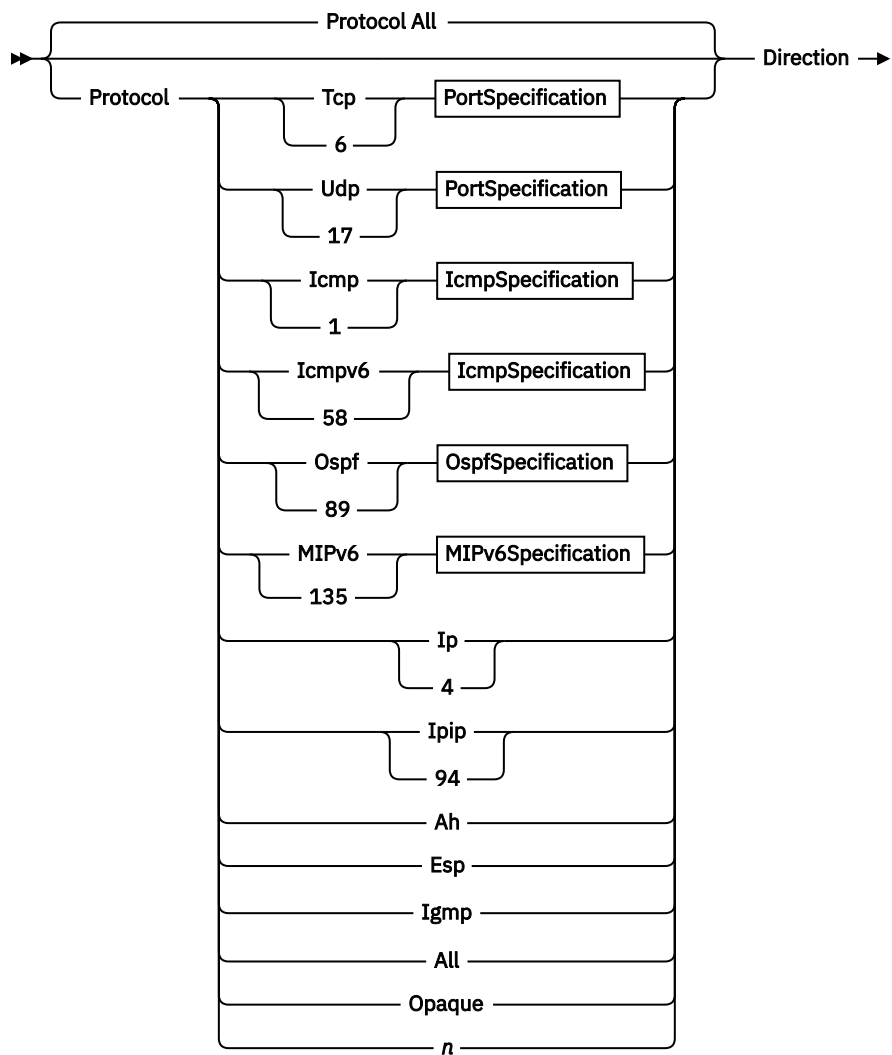 Protocol All
Direction
Protocol Tcp PortSpecification
6
Udp PortSpecification
17
Icmp IcmpSpecification
1
Icmpv6 IcmpSpecification
58
Ospf OspfSpecification
89
MIPv6 MIPv6Specification
135
Ip
4
Ipip
94
Ah
Esp
Igmp
All
Opaque
n